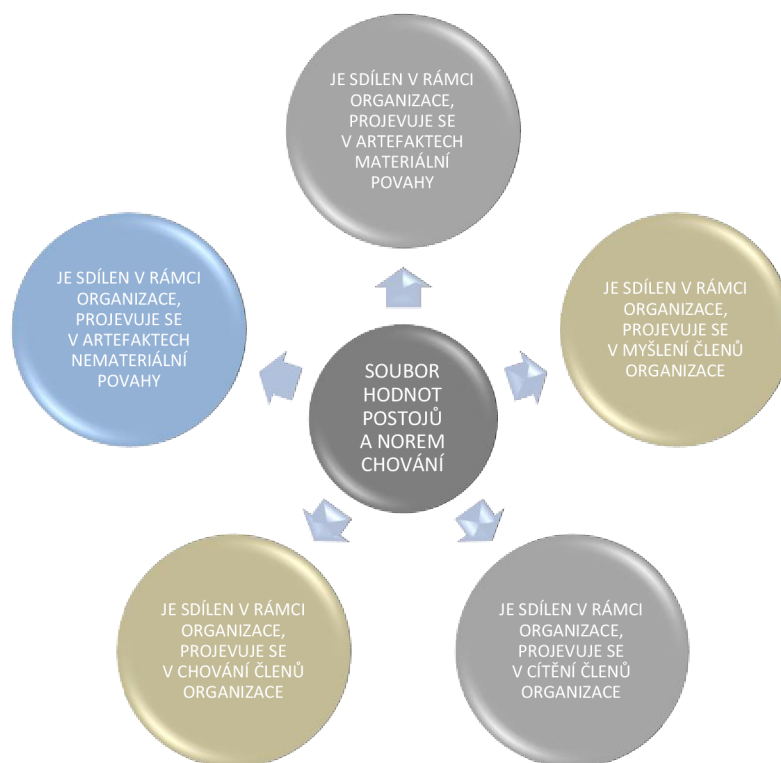 JE SDÍLEN V RÁMCI
ORGANIZACE,
PROJEVUJE SE
V ARTEFAKTECH
MATERIÁLNÍ
POVAHY
JE SDÍLEN V RÁMCI
ORGANIZACE,
PROJEVUJE SE
V MYŠLENÍ ČLENŮ
ORGANIZACE
JE SDÍLEN V RÁMCI
ORGANIZACE,
PROJEVUJE SE
V CÍTĚNÍ ČLENŮ
ORGANIZACE
JE SDÍLEN V RÁMCI
ORGANIZACE,
PROJEVUJE SE
V CHOVÁNÍ ČLENŮ
ORGANIZACE
JE SDÍLEN V RÁMCI
ORGANIZACE,
PROJEVUJE SE
V ARTEFAKTECH
NEMATERIÁLNÍ
POVAHY
SOUBOR
HODNOT
POSTOJŮ
A NOREM
CHOVÁNÍ